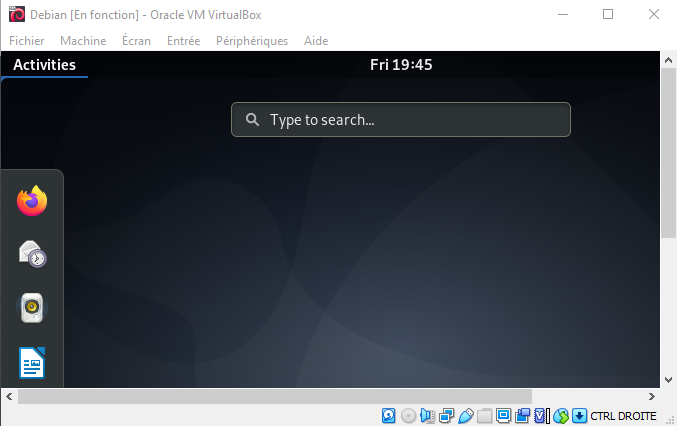 Debian [En fonction] - Oracle VM VirtualBox
Fichier Machine Écran Entrée Périphériques Aide
Activities Fri 19:45
Type to search...
CTRL DROITE